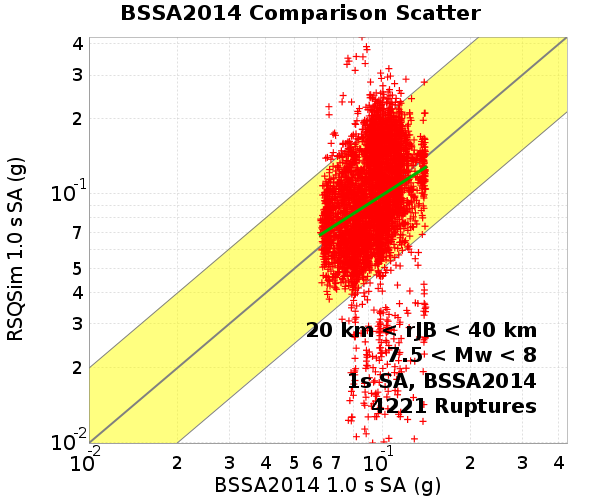 BSSA2014 Comparison Scatter
RSQSim 1.0 s SA (g)
4
3
2
10-1
7
5
4
3
2
10-2
20 km < rJB < 40 km
7.5 < Mw < 8
1s SA, BSSA2014
4221 Ruptures
10-2 2 3 4 5 6 7 10-1 2 3 4
BSSA2014 1.0 s SA (g)